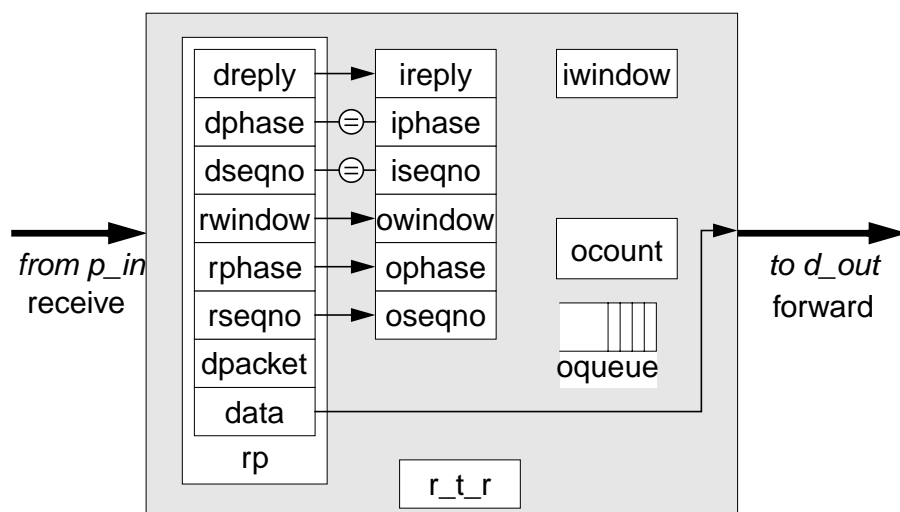 dreply ireply iwindow
dphase = iphase
dseqno = iseqno
rwindow owindow
from p_in rphase ophase ocount to d_out
receive rseqno oseqno forward
dpacket oqueue
data
rp
r_t_r